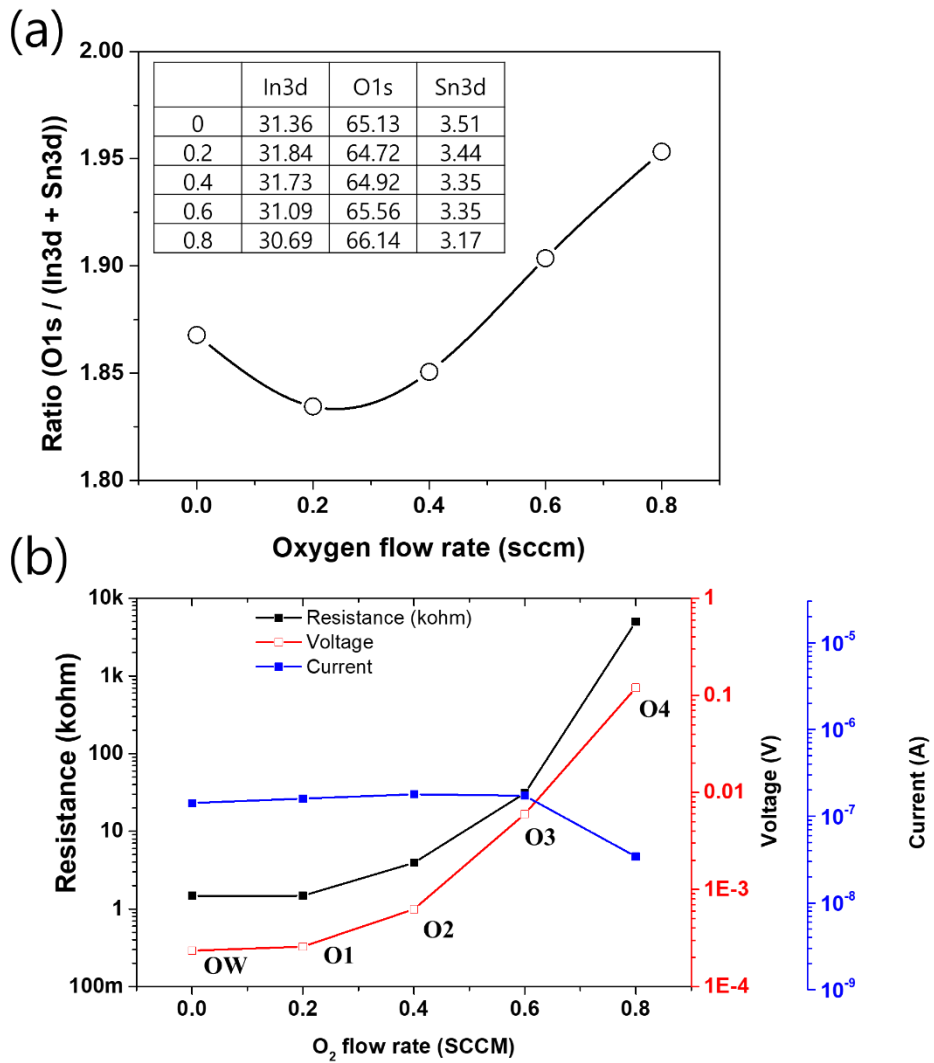 (a)
2.00
1.95
1.90
1.85
1.80
Ratio (O1s / (In3d + Sn3d))
In3d O1s Sn3d
0 31.36 65.13 3.51
0.2 31.84 64.72 3.44
0.4 31.73 64.92 3.35
0.6 31.09 65.56 3.35
0.8 30.69 66.14 3.17
0.0 0.2 0.4 0.6 0.8
Oxygen flow rate (sccm)
(b)
10k
1k
100
10
1
100m
Resistance (kohm)
Resistance (kohm)
Voltage
Current
OW
O1
O2
O3
O4
1
0.1
0.01
1E-3
1E-4
Voltage (V)
10⁻⁵
10⁻⁶
10⁻⁷
10⁻⁸
10⁻⁹
Current (A)
0.0 0.2 0.4 0.6 0.8
O₂ flow rate (SCCM)